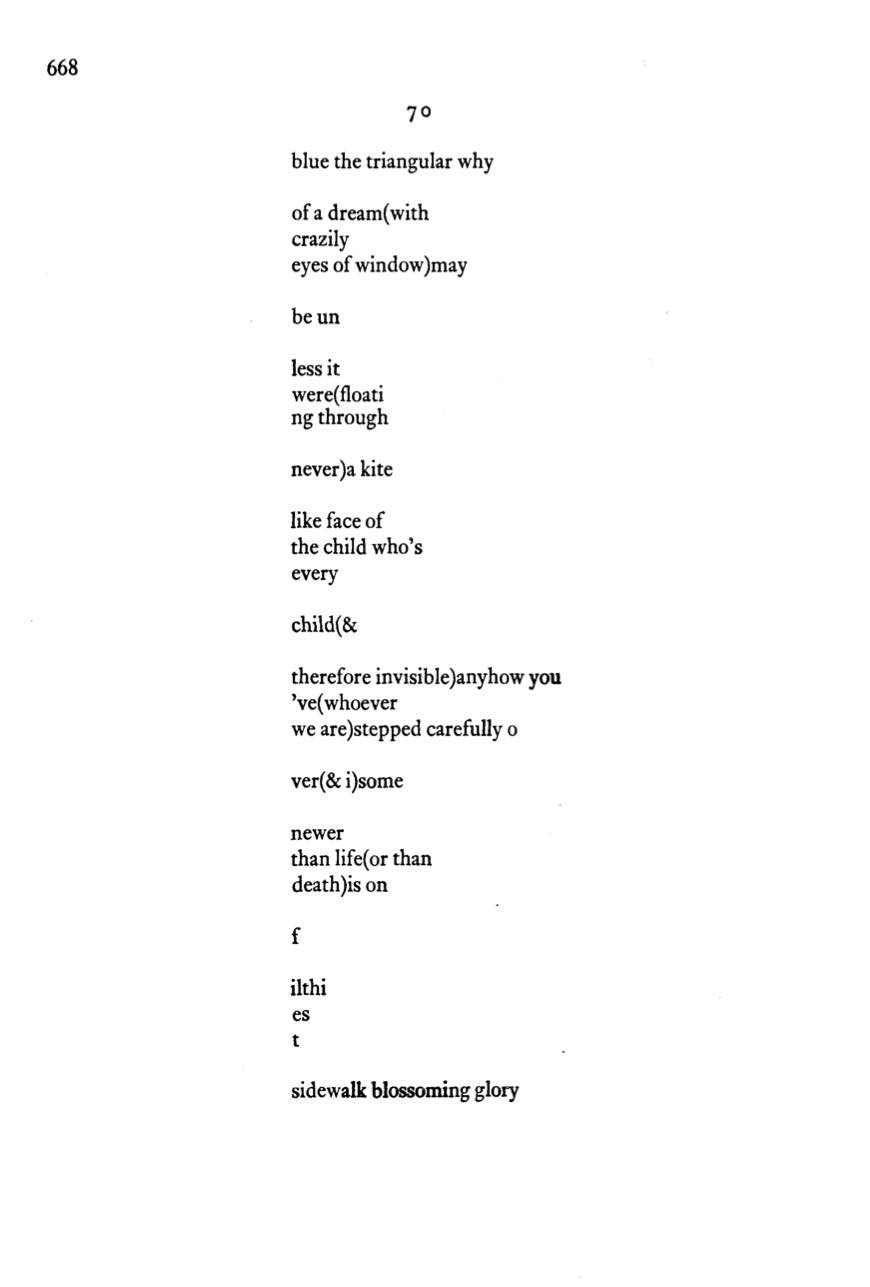 668
70
blue the triangular why
of a dream(with
crazily
eyes of window)may
be un
less it
were(floati
ng through
never)a kite
like face of
the child who's
every
child(&
therefore invisible)anyhow you
've(whoever
we are)stepped carefully o
ver(& i)some
newer
than life(or than
death)is on
f
ilthi
es
t
sidewalk blossoming glory